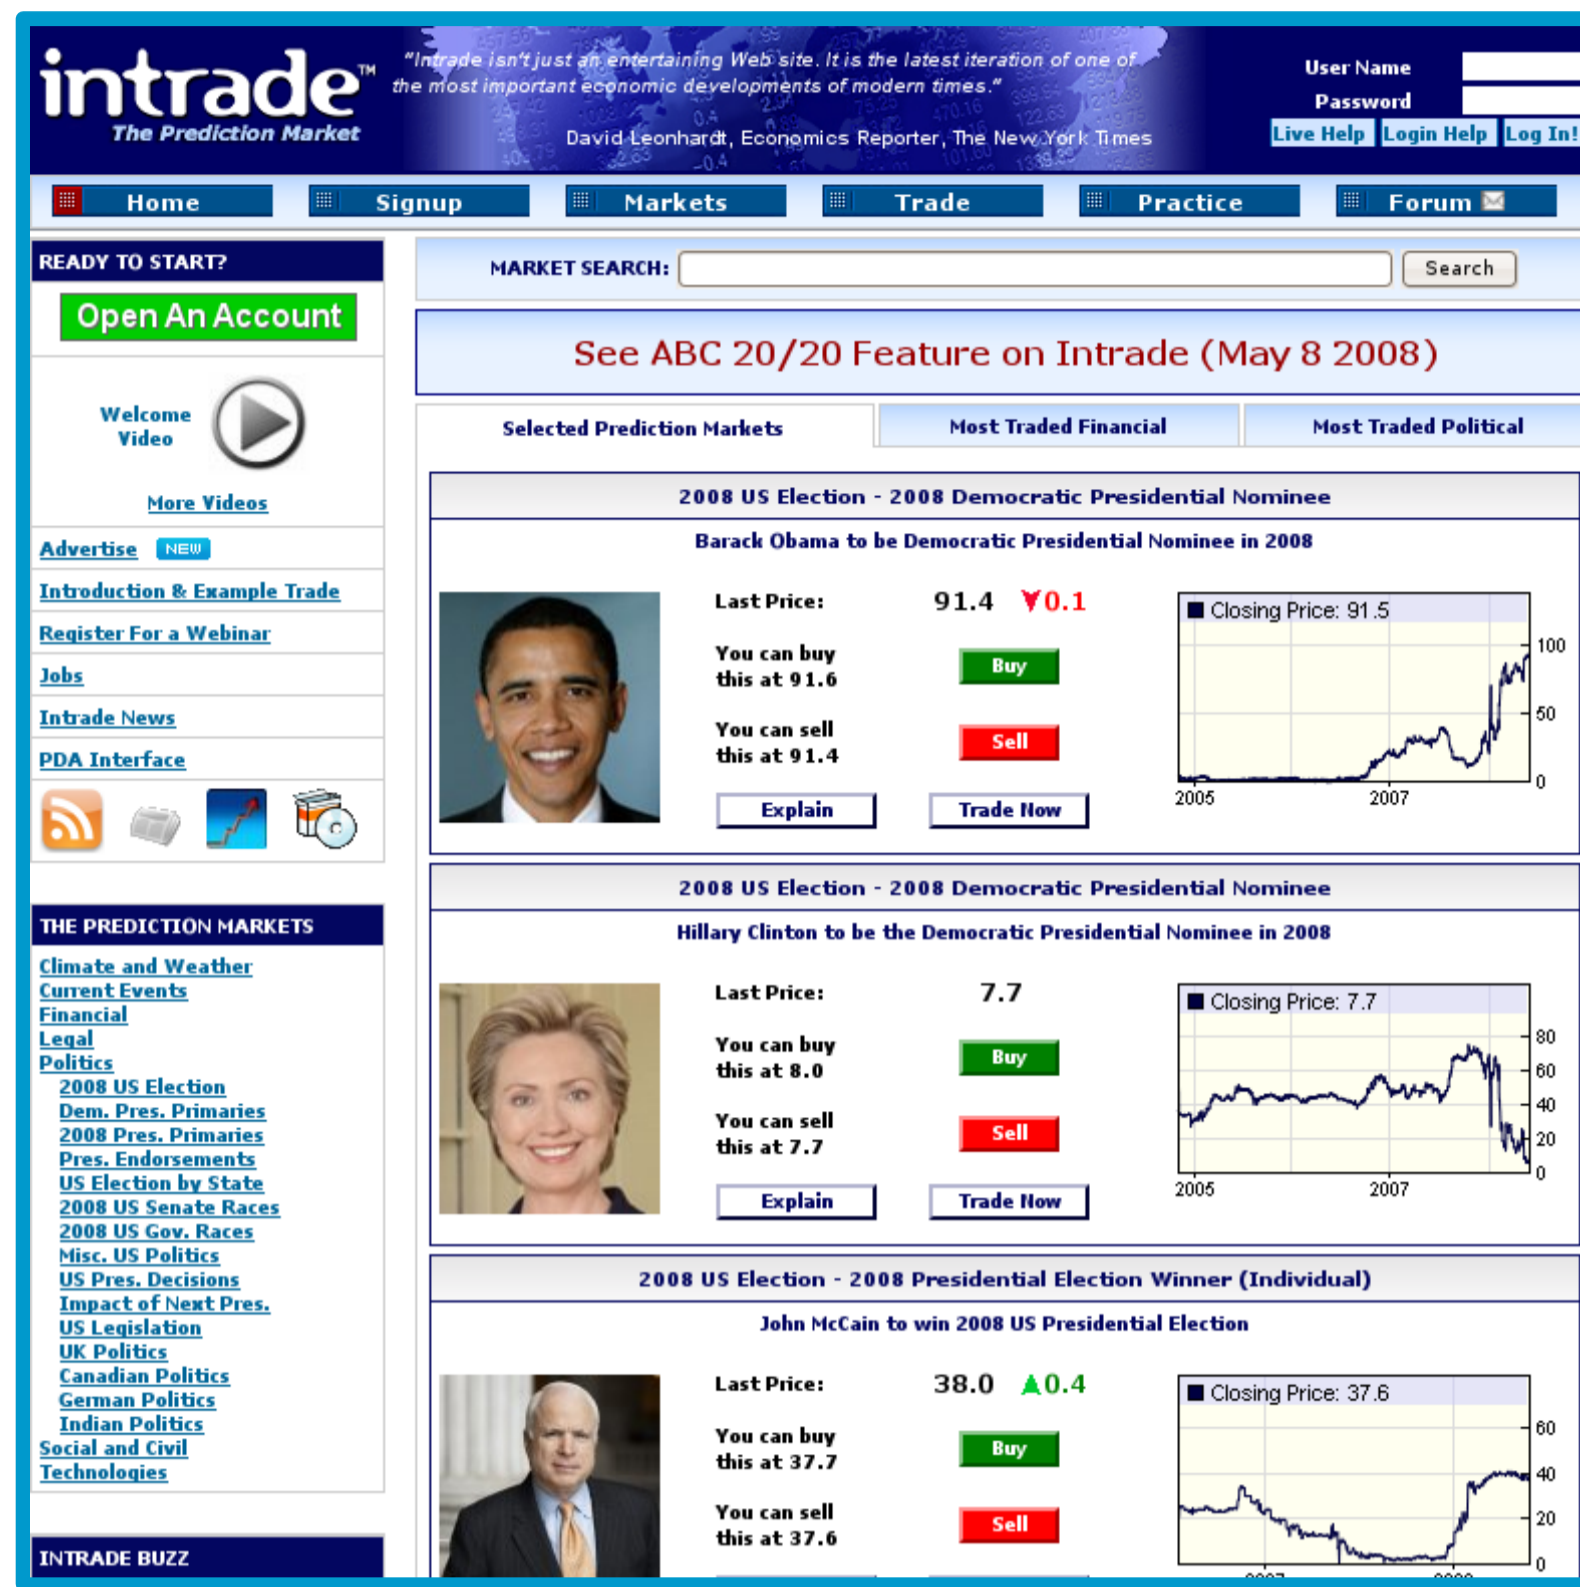 intrade™
The Prediction Market
"Intrade isn't just an entertaining Web site. It is the latest iteration of one of
the most important economic developments of modern times."
David Leonhardt, Economics Reporter, The New York Times
User Name
Password
Live Help Login Help Log In!
Home Signup Markets Trade Practice Forum
READY TO START?
Open An Account
Welcome
Video
More Videos
Advertise NEW
Introduction & Example Trade
Register For a Webinar
Jobs
Intrade News
PDA Interface
THE PREDICTION MARKETS
Climate and Weather
Current Events
Financial
Legal
Politics
2008 US Election
Dem. Pres. Primaries
2008 Pres. Primaries
Pres. Endorsements
US Election by State
2008 US Senate Races
2008 US Gov. Races
Misc. US Politics
US Pres. Decisions
Impact of Next Pres.
US Legislation
UK Politics
Canadian Politics
German Politics
Indian Politics
Social and Civil
Technologies
INTRADE BUZZ
MARKET SEARCH: Search
See ABC 20/20 Feature on Intrade (May 8 2008)
Selected Prediction Markets Most Traded Financial Most Traded Political
2008 US Election - 2008 Democratic Presidential Nominee
Barack Obama to be Democratic Presidential Nominee in 2008
Last Price: 91.4 ▼0.1
You can buy
this at 91.6
Buy
You can sell
this at 91.4
Sell
Explain Trade Now
Closing Price: 91.5
100
50
0
2005 2007
2008 US Election - 2008 Democratic Presidential Nominee
Hillary Clinton to be the Democratic Presidential Nominee in 2008
Last Price: 7.7
You can buy
this at 8.0
Buy
You can sell
this at 7.7
Sell
Explain Trade Now
Closing Price: 7.7
80
60
40
20
0
2005 2007
2008 US Election - 2008 Presidential Election Winner (Individual)
John McCain to win 2008 US Presidential Election
Last Price: 38.0 ▲0.4
You can buy
this at 37.7
Buy
You can sell
this at 37.6
Sell
Closing Price: 37.6
60
40
20
0